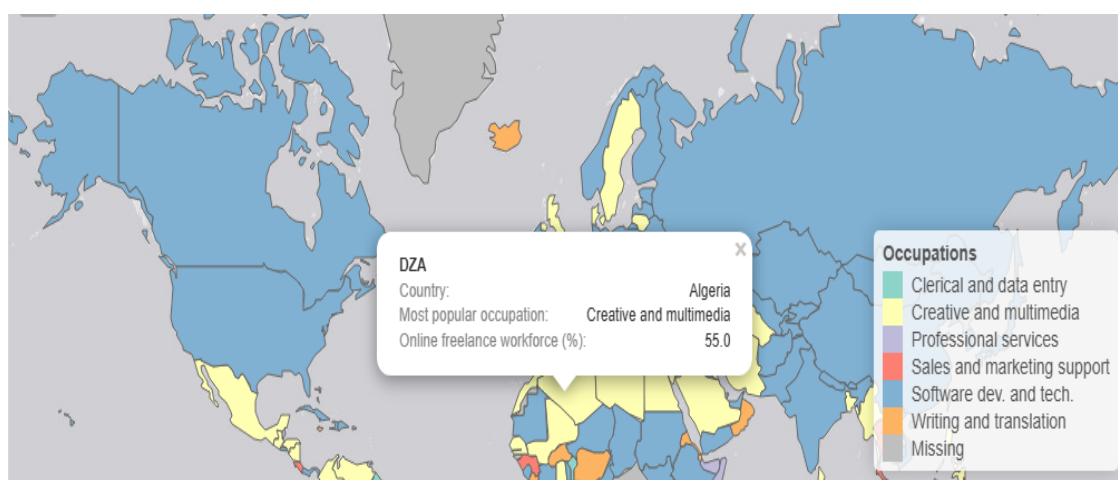 ×
DZA
Country: Algeria
Most popular occupation: Creative and multimedia
Online freelance workforce (%): 55.0
Occupations
Clerical and data entry
Creative and multimedia
Professional services
Sales and marketing support
Software dev. and tech.
Writing and translation
Missing